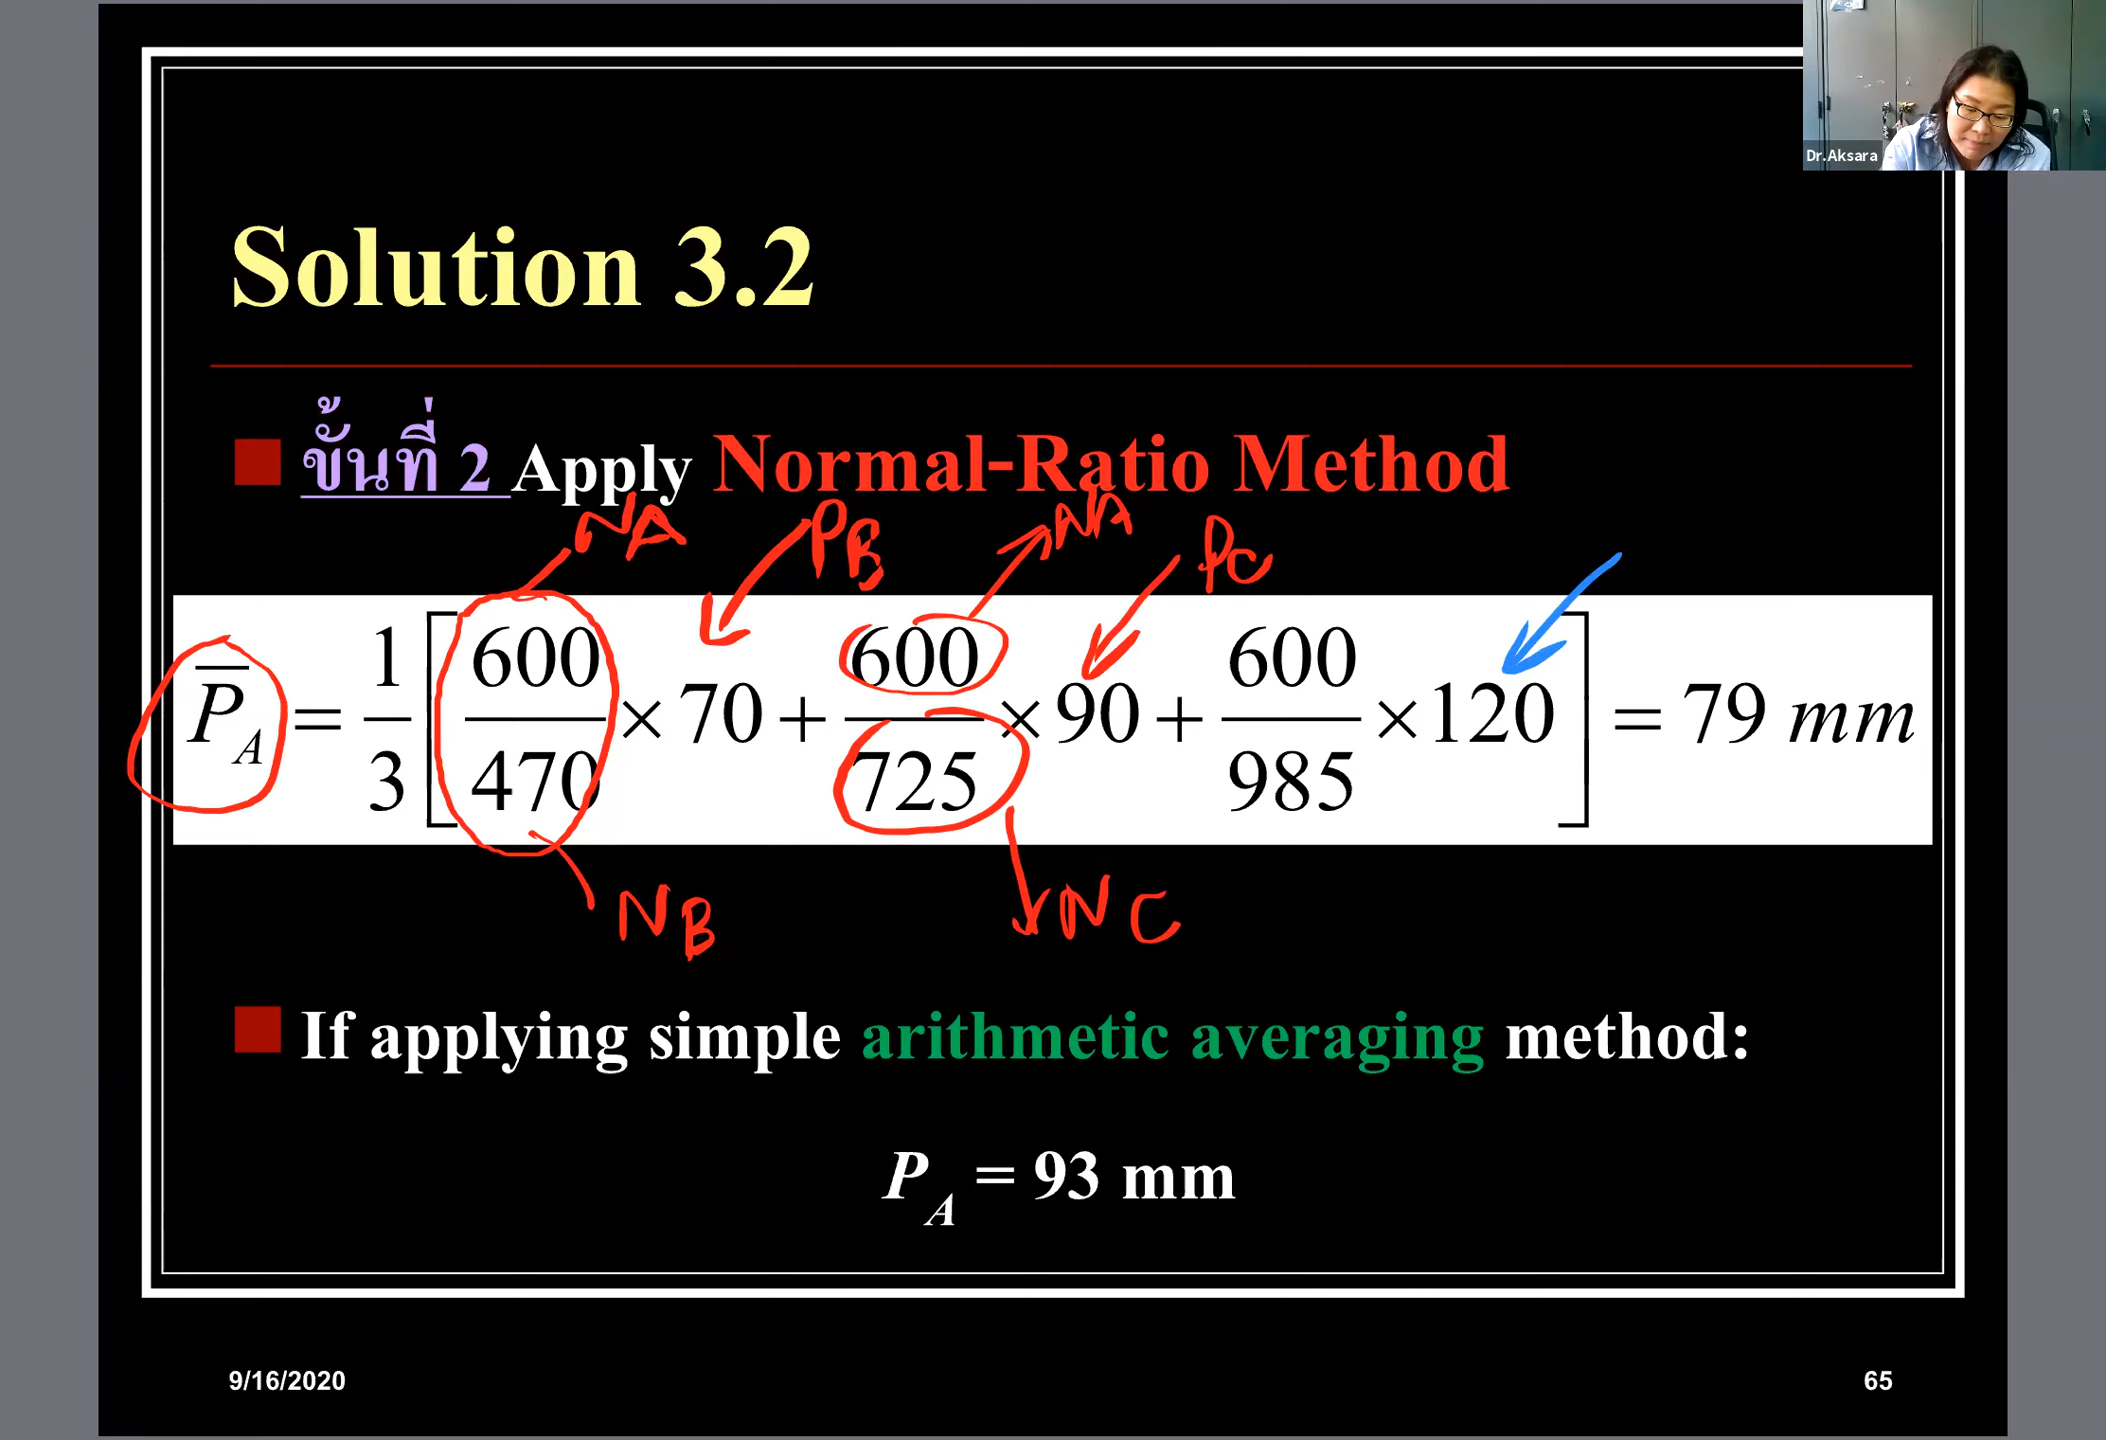 Dr.Aksara
Solution 3.2
ขั้นที่ 2 Apply Normal-Ratio Method
NA PB NA PC
P̅_A = 1/3 [ 600/470 × 70 + 600/725 × 90 + 600/985 × 120 ] = 79 mm
NB NC
If applying simple arithmetic averaging method:
P_A = 93 mm
9/16/2020 65